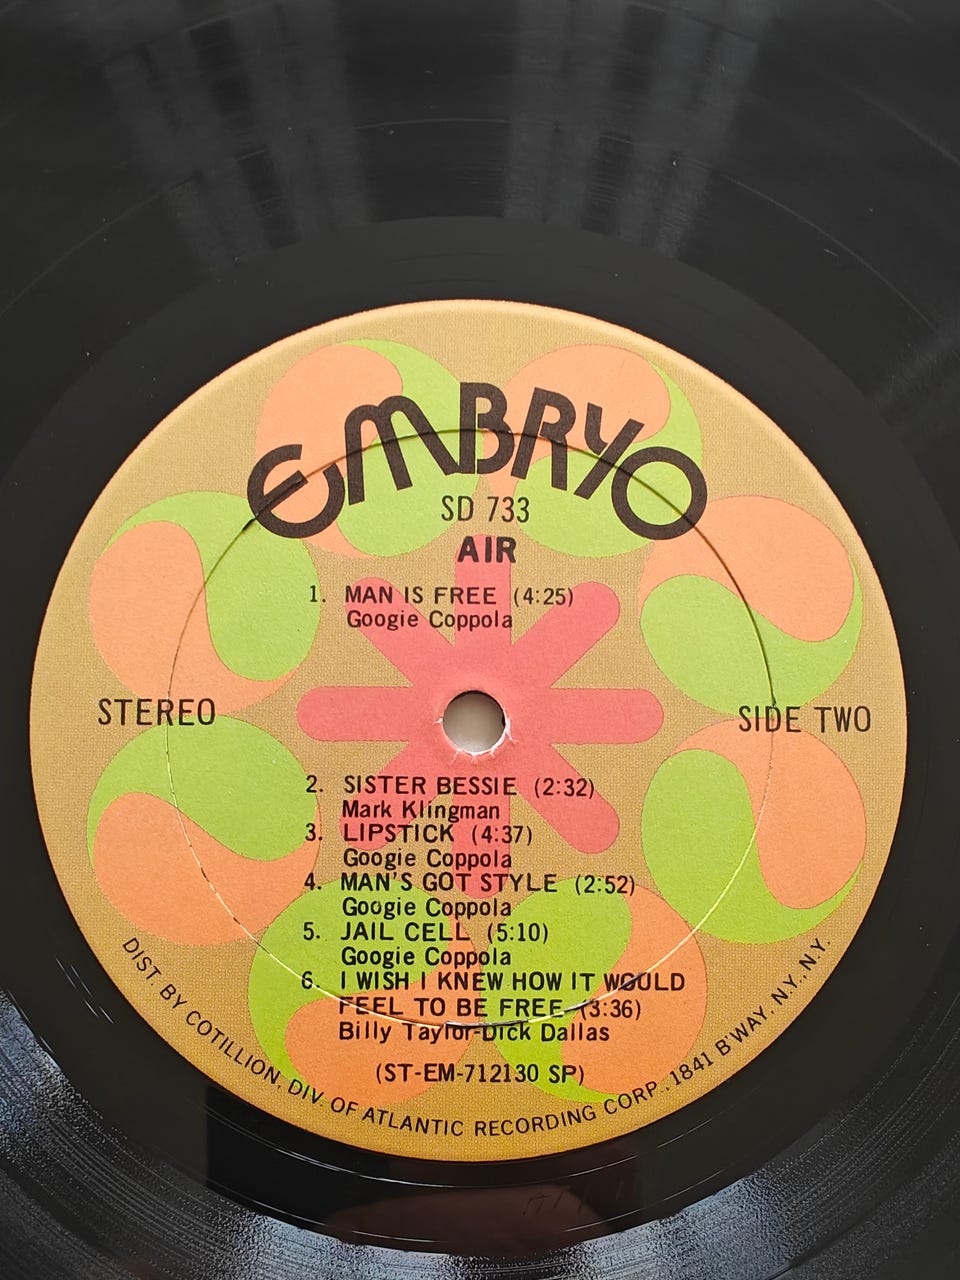 EMBRYO
SD 733
AIR
1. MAN IS FREE (4:25)
Googie Coppola
STEREO
SIDE TWO
2. SISTER BESSIE (2:32)
Mark Klingman
3. LIPSTICK (4:37)
Googie Coppola
4. MAN'S GOT STYLE (2:52)
Googie Coppola
5. JAIL CELL (5:10)
Googie Coppola
6. I WISH I KNEW HOW IT WOULD
FEEL TO BE FREE (3:36)
Billy Taylor-Dick Dallas
(ST-EM-712130 SP)
DIST. BY COTILLION. DIV. OF ATLANTIC RECORDING CORP., 1841 B'WAY. N.Y., N.Y.